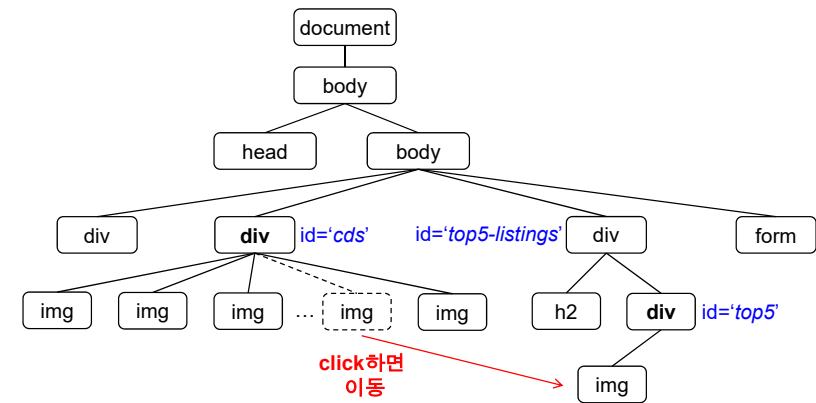 document
body
head
body
div
div
id=‘cds’
id=‘top5-listings’
div
form
img
img
img
…
img
img
h2
div
id=‘top5’
click하면
이동
img